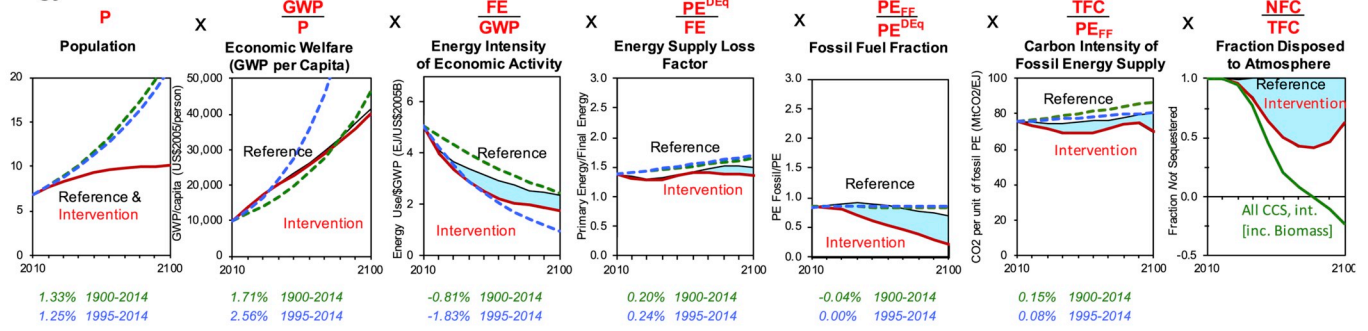 P
X
GWP
P
X
FE
GWP
X
PE^DEq
FE
X
PE_FF
PE^DEq
X
TFC
PE_FF
X
NFC
TFC
Population
Economic Welfare
(GWP per Capita)
Energy Intensity
of Economic Activity
Energy Supply Loss
Factor
Fossil Fuel Fraction
Carbon Intensity of
Fossil Energy Supply
Fraction Disposed
to Atmosphere
20
15
10
5
0
Reference &
Intervention
2010
2100
GWP/capita (US$2005/person)
50,000
40,000
30,000
20,000
10,000
0
Reference
Intervention
2010
2100
Energy Use/$GWP (EJ/US$2005B)
6
4
2
0
Reference
Intervention
2010
2100
Primary Energy/Final Energy
3.0
2.5
2.0
1.5
1.0
0.5
0.0
Reference
Intervention
2010
2100
PE Fossil/PE
3.0
2.5
2.0
1.5
1.0
0.5
0.0
Reference
Intervention
2010
2100
CO2 per unit of fossil PE (MtCO2/EJ)
100
80
60
40
20
0
Reference
Intervention
2010
2100
Fraction Not Sequestered
1.0
0.5
0.0
-0.5
Reference
Intervention
All CCS, int.
[inc. Biomass]
2010
2100
1.33% 1900-2014
1.25% 1995-2014
1.71% 1900-2014
2.56% 1995-2014
-0.81% 1900-2014
-1.83% 1995-2014
0.20% 1900-2014
0.24% 1995-2014
-0.04% 1900-2014
0.00% 1995-2014
0.15% 1900-2014
0.08% 1995-2014